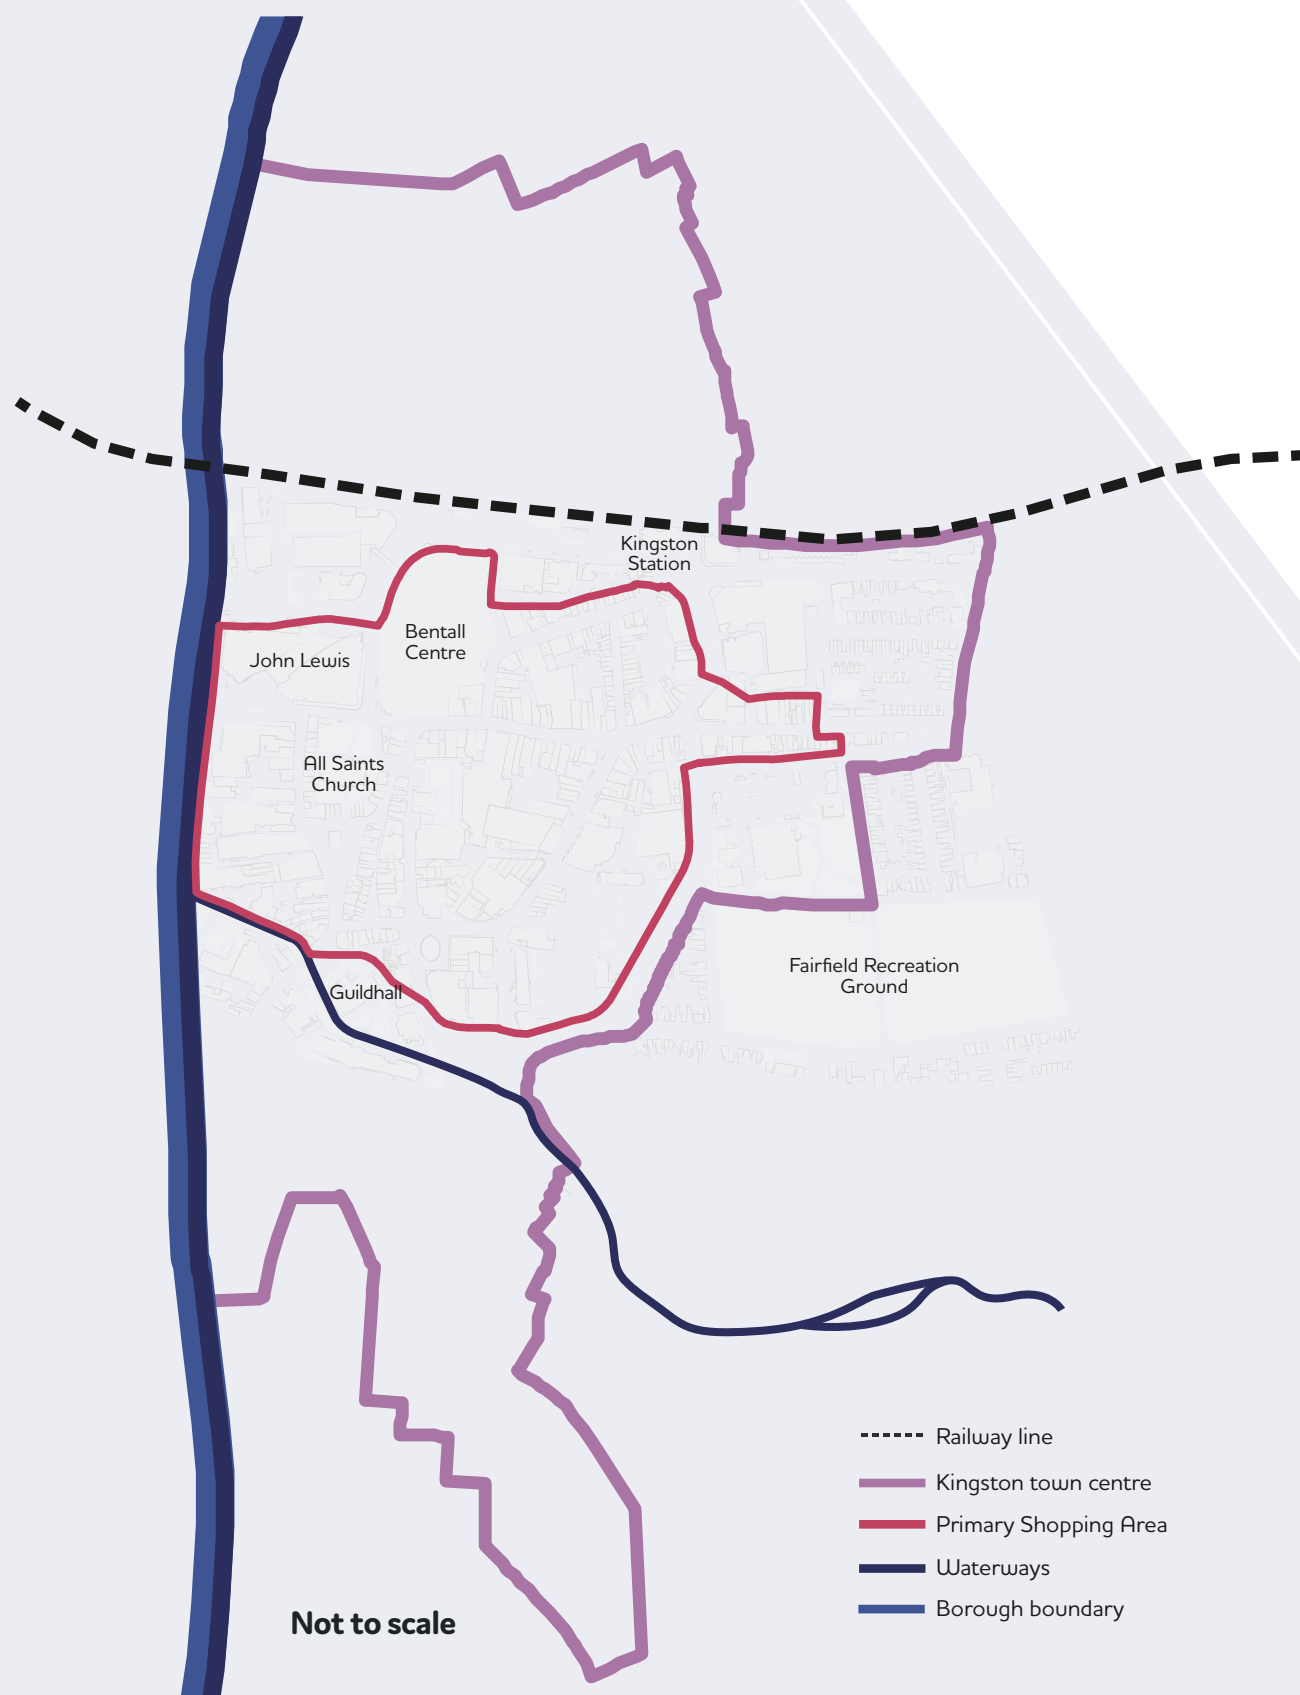 Kingston
Station
Bentall
Centre
John Lewis
All Saints
Church
Guildhall
Fairfield Recreation
Ground
Railway line
Kingston town centre
Primary Shopping Area
Waterways
Borough boundary
Not to scale